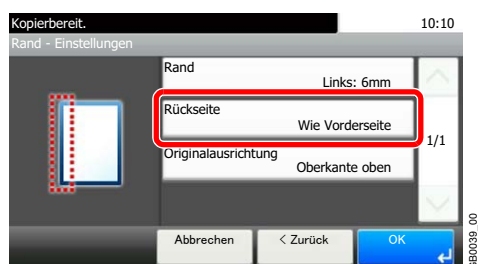 Kopierbereit.
10:10
Rand - Einstellungen
Rand
Links: 6mm
Rückseite
Wie Vorderseite
1/1
Originalausrichtung
Oberkante oben
Abbrechen
< Zurück
OK